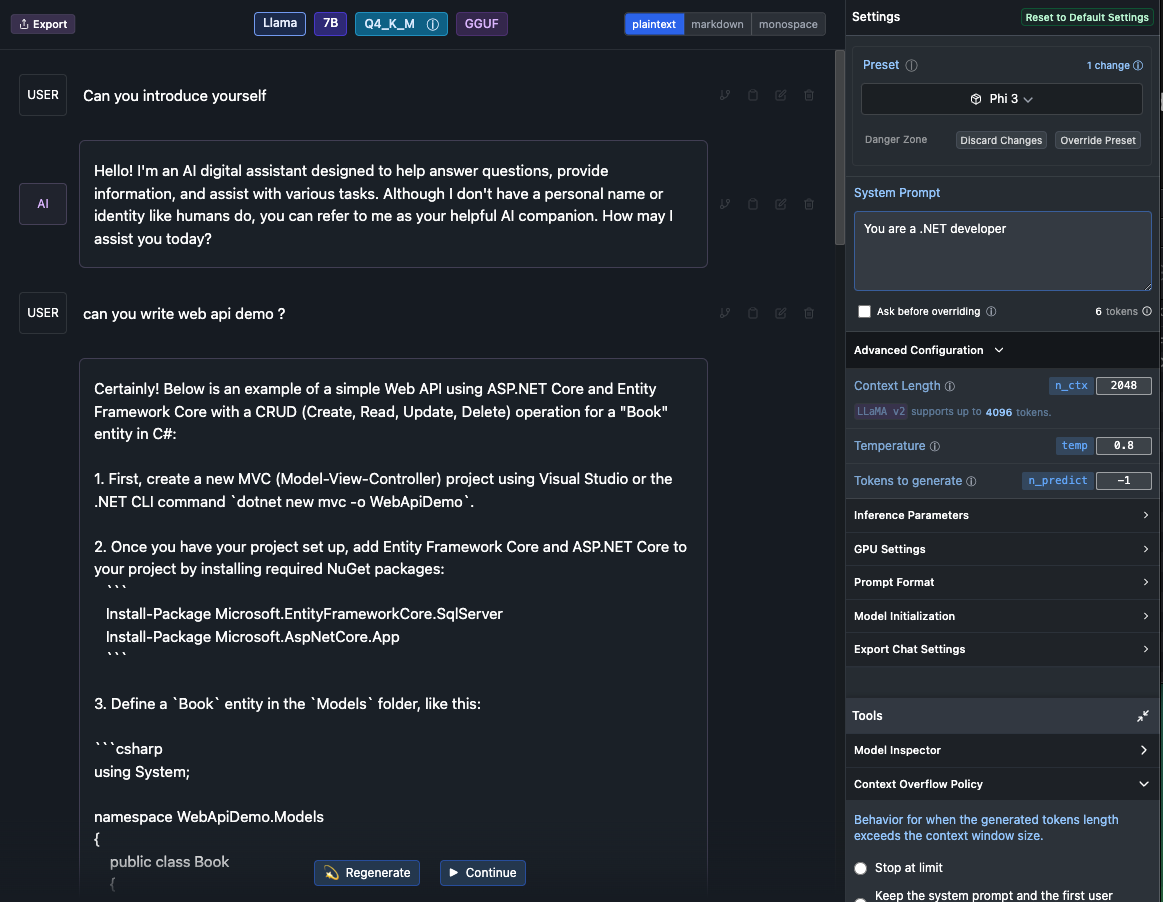 Export
Llama
7B
Q4_K_M
GGUF
plaintext
markdown
monospace
USER
Can you introduce yourself
AI
Hello! I'm an AI digital assistant designed to help answer questions, provide
information, and assist with various tasks. Although I don't have a personal name or
identity like humans do, you can refer to me as your helpful AI companion. How may I
assist you today?
USER
can you write web api demo ?
Certainly! Below is an example of a simple Web API using ASP.NET Core and Entity
Framework Core with a CRUD (Create, Read, Update, Delete) operation for a "Book"
entity in C#:
1. First, create a new MVC (Model-View-Controller) project using Visual Studio or the
.NET CLI command `dotnet new mvc -o WebApiDemo`.
2. Once you have your project set up, add Entity Framework Core and ASP.NET Core to
your project by installing required NuGet packages:
```
Install-Package Microsoft.EntityFrameworkCore.SqlServer
Install-Package Microsoft.AspNetCore.App
```
3. Define a `Book` entity in the `Models` folder, like this:
```csharp
using System;
namespace WebApiDemo.Models
{
public class Book
{
Regenerate
Continue
Settings
Reset to Default Settings
Preset
1 change
Phi 3
Danger Zone
Discard Changes
Override Preset
System Prompt
You are a .NET developer
Ask before overriding
6 tokens
Advanced Configuration
Context Length
n_ctx
2048
LLaMA v2 supports up to 4096 tokens.
Temperature
temp
0.8
Tokens to generate
n_predict
-1
Inference Parameters
GPU Settings
Prompt Format
Model Initialization
Export Chat Settings
Tools
Model Inspector
Context Overflow Policy
Behavior for when the generated tokens length
exceeds the context window size.
Stop at limit
Keep the system prompt and the first user